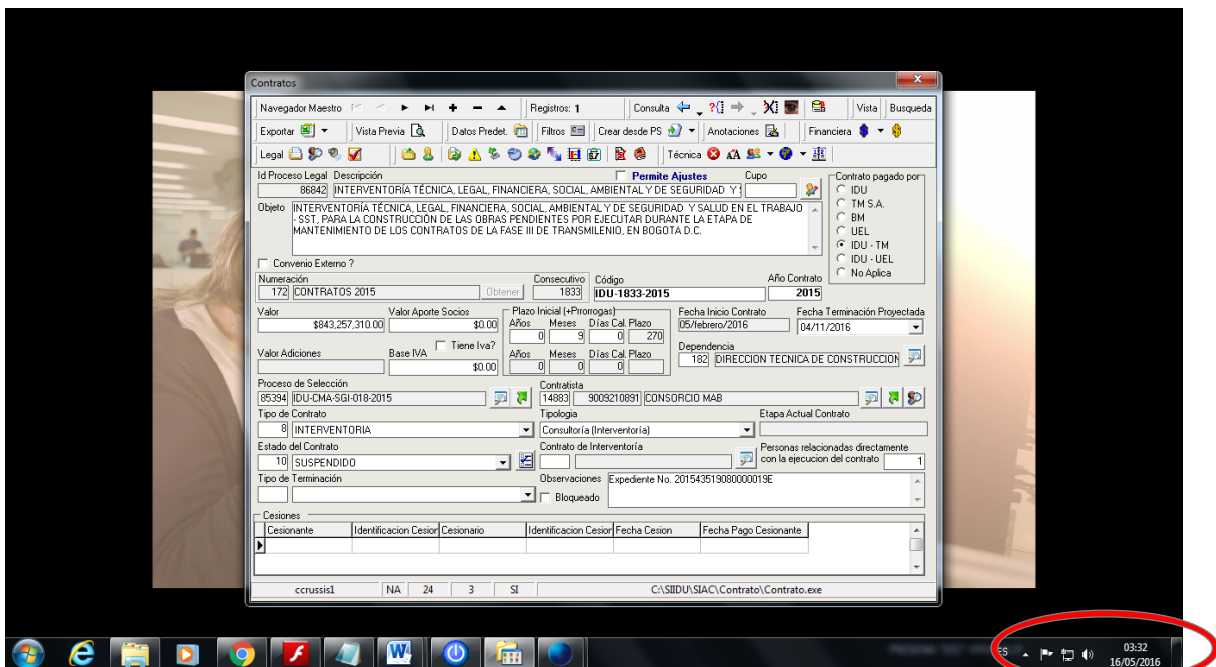 Contratos
Navegador Maestro Registros: 1 Consulta ?{} Vista Busqueda
Exportar Vista Previa Datos Predet. Filtros Crear desde PS Anotaciones Financiera
Legal Técnica
Id Proceso Legal Descripción Permite Ajustes Cupo Contrato pagado por
86842 INTERVENTORÍA TÉCNICA, LEGAL, FINANCIERA, SOCIAL, AMBIENTAL Y DE SEGURIDAD Y IDU
Objeto INTERVENTORÍA TÉCNICA, LEGAL, FINANCIERA, SOCIAL, AMBIENTAL Y DE SEGURIDAD Y SALUD EN EL TRABAJO TM S.A.
- SST, PARA LA CONSTRUCCIÓN DE LAS OBRAS PENDIENTES POR EJECUTAR DURANTE LA ETAPA DE BM
MANTENIMIENTO DE LOS CONTRATOS DE LA FASE III DE TRANSMILENIO, EN BOGOTA D.C. UEL
IDU - TM
IDU - UEL
Convenio Externo ? No Aplica
Numeración Consecutivo Código Año Contrato
172 CONTRATOS 2015 Obtener 1833 IDU-1833-2015 2015
Valor Valor Aporte Socios Plazo Inicial (+Prorrogas) Fecha Inicio Contrato Fecha Terminación Proyectada
$843,257,310.00 $0.00 Años Meses Días Cal. Plazo 05/febrero/2016 04/11/2016
0 9 0 270
Tiene Iva? Dependencia
Valor Adiciones Base IVA Años Meses Días Cal. Plazo 182 DIRECCION TECNICA DE CONSTRUCCION
$0.00 0 0 0
Proceso de Selección Contratista
85394 IDU-CMA-SGI-018-2015 14883 9009210891 CONSORCIO MAB
Tipo de Contrato Tipologia Etapa Actual Contrato
8 INTERVENTORIA Consultoría (Interventoría)
Estado del Contrato Contrato de Interventoría Personas relacionadas directamente
10 SUSPENDIDO con la ejecucion del contrato 1
Tipo de Terminación Observaciones Expediente No. 201543519080000019E
Bloqueado
Cesiones
Cesionante Identificacion Cesior Cesionario Identificacion Cesior Fecha Cesion Fecha Pago Cesionante
ccrussis1 NA 24 3 SI C:\SIIDU\SIAC\Contrato\Contrato.exe
ES 03:32
16/05/2016